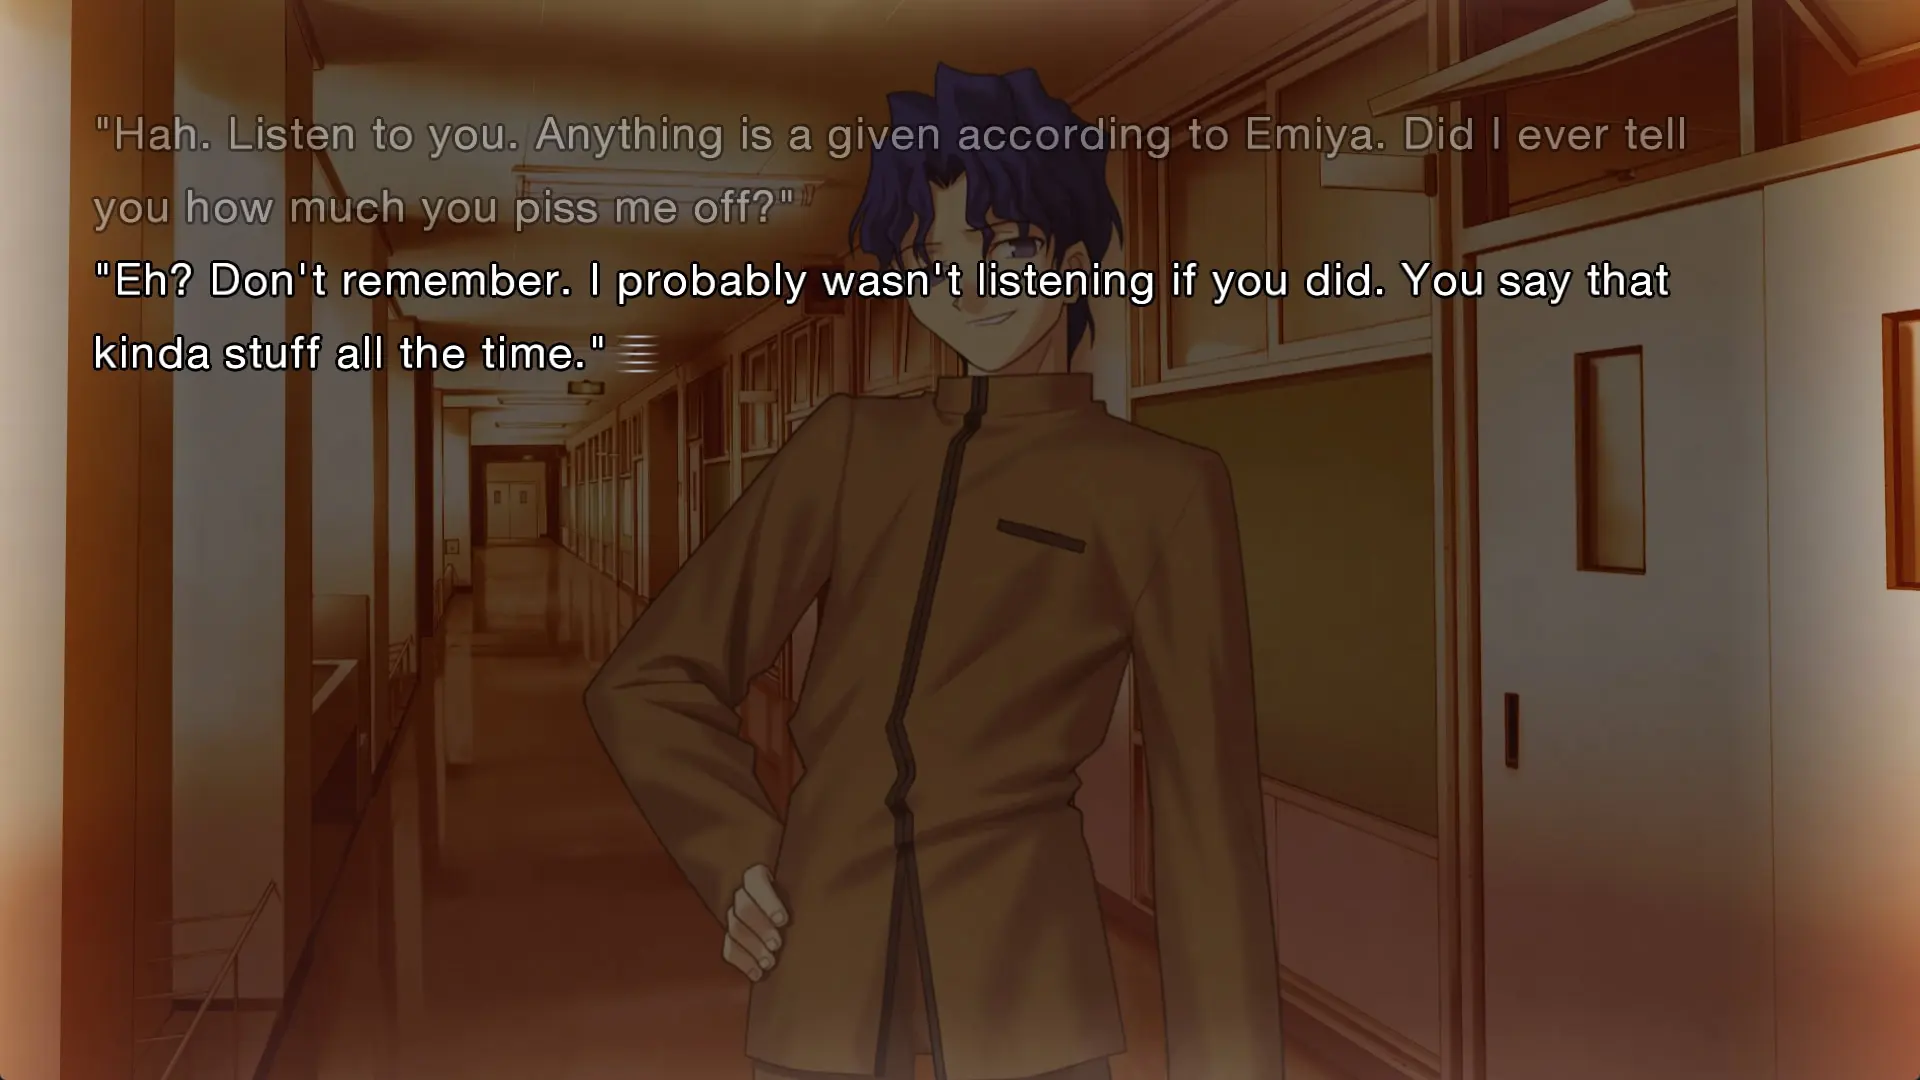 "Hah. Listen to you. Anything is a given according to Emiya. Did I ever tell
you how much you piss me off?"
"Eh? Don't remember. I probably wasn't listening if you did. You say that
kinda stuff all the time."